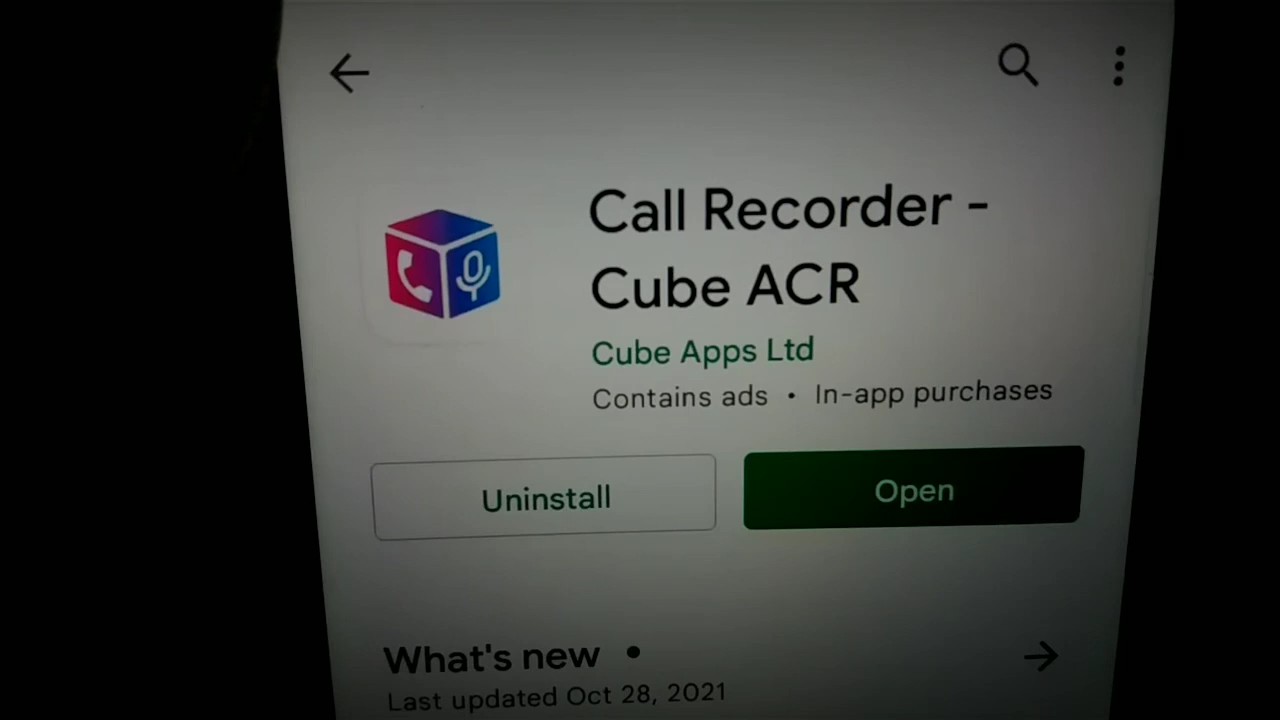 Call Recorder -
Cube ACR
Cube Apps Ltd
Contains ads • In-app purchases
Uninstall
Open
What's new •
Last updated Oct 28, 2021